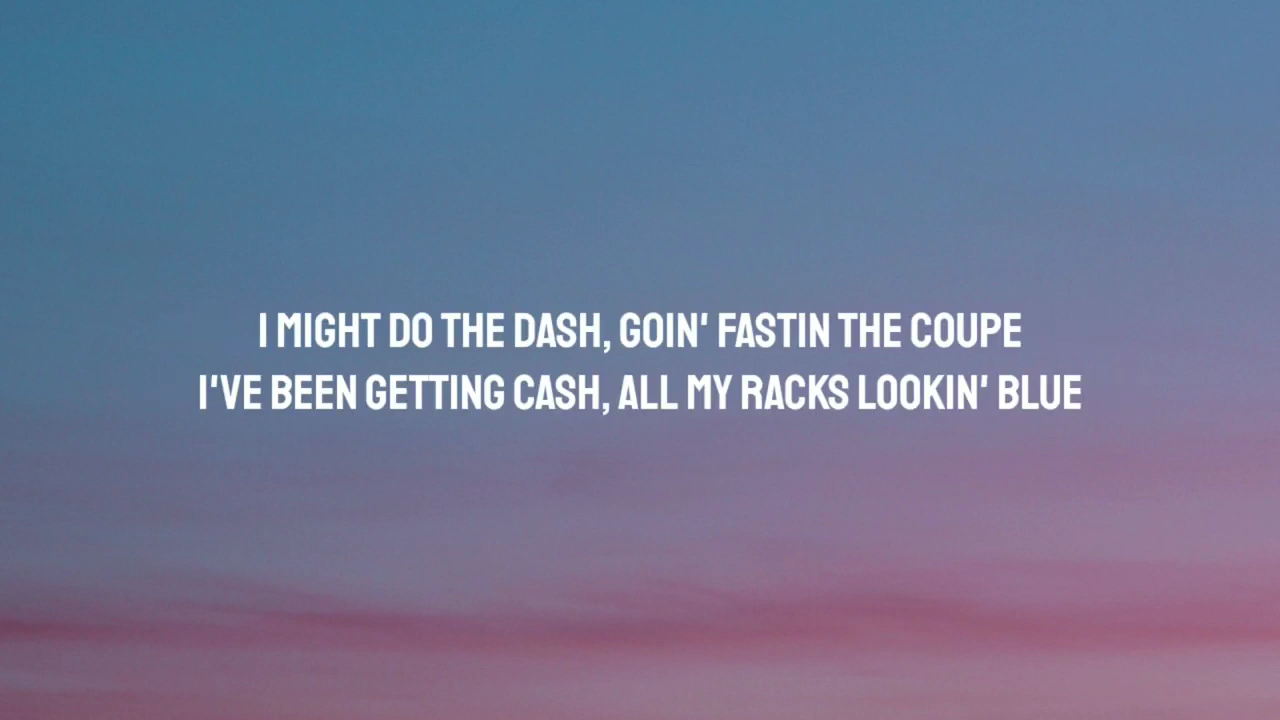 I MIGHT DO THE DASH, GOIN' FASTIN THE COUPE
I'VE BEEN GETTING CASH, ALL MY RACKS LOOKIN' BLUE